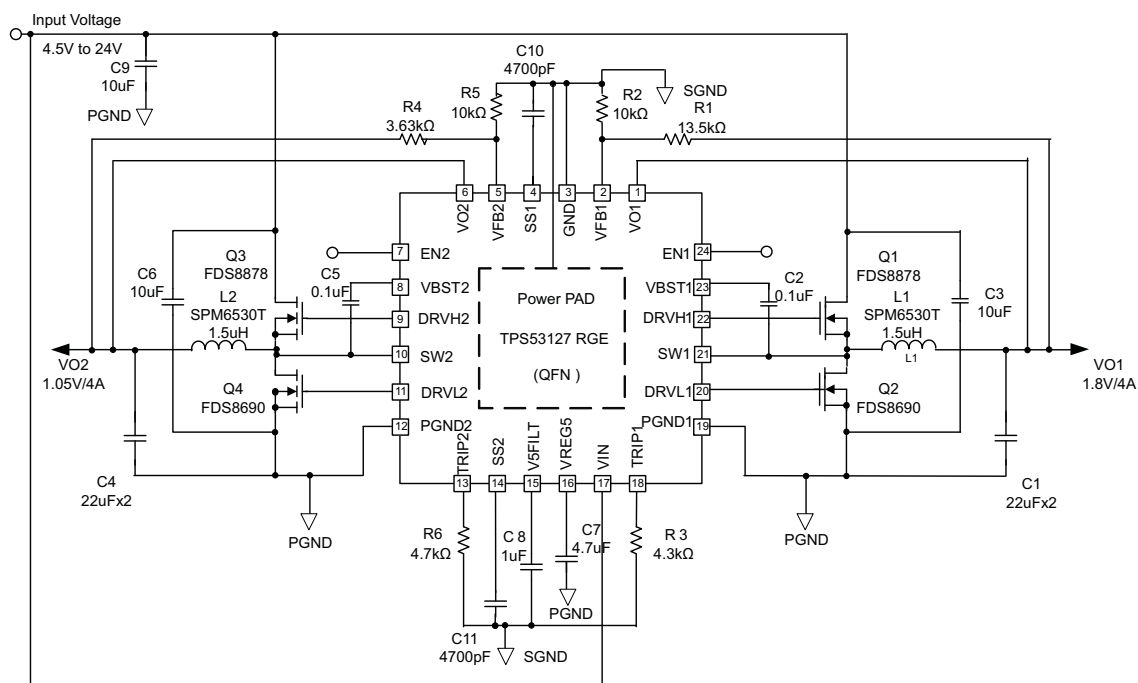 Input Voltage
4.5V to 24V
C9
10uF
PGND
C10
4700pF
R5
10kΩ
R4
3.63kΩ
R2
10kΩ
SGND
R1
13.5kΩ
6
5
4
3
2
1
VO2
VFB2
SS1
GND
VFB1
VO1
7
EN2
EN1
24
Q3
FDS8878
C6
10uF
L2
SPM6530T
1.5uH
C5
0.1uF
8
VBST2
9
DRVH2
10
SW2
11
DRVL2
12
PGND2
Power PAD
TPS53127 RGE
(QFN )
VBST1
23
DRVH1
22
SW1
21
DRVL1
20
PGND1
19
C2
0.1uF
Q1
FDS8878
L1
SPM6530T
1.5uH
L1
C3
10uF
VO2
1.05V/4A
VO1
1.8V/4A
Q4
FDS8690
Q2
FDS8690
C4
22uFx2
PGND
C1
22uFx2
PGND
TRIP2
SS2
V5FILT
VREG5
VIN
TRIP1
13
14
15
16
17
18
R6
4.7kΩ
C 8
1uF
C7
4.7uF
R 3
4.3kΩ
PGND
C11
4700pF
SGND